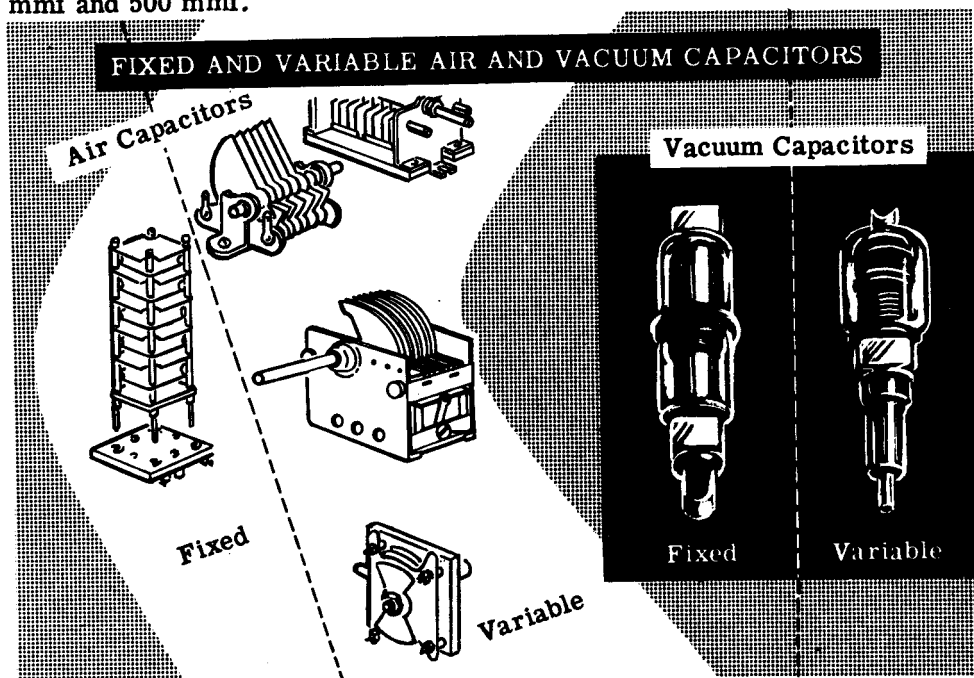 mmf and 500 mmf.
FIXED AND VARIABLE AIR AND VACUUM CAPACITORS
Air Capacitors
Vacuum Capacitors
Fixed
Variable
Fixed
Variable